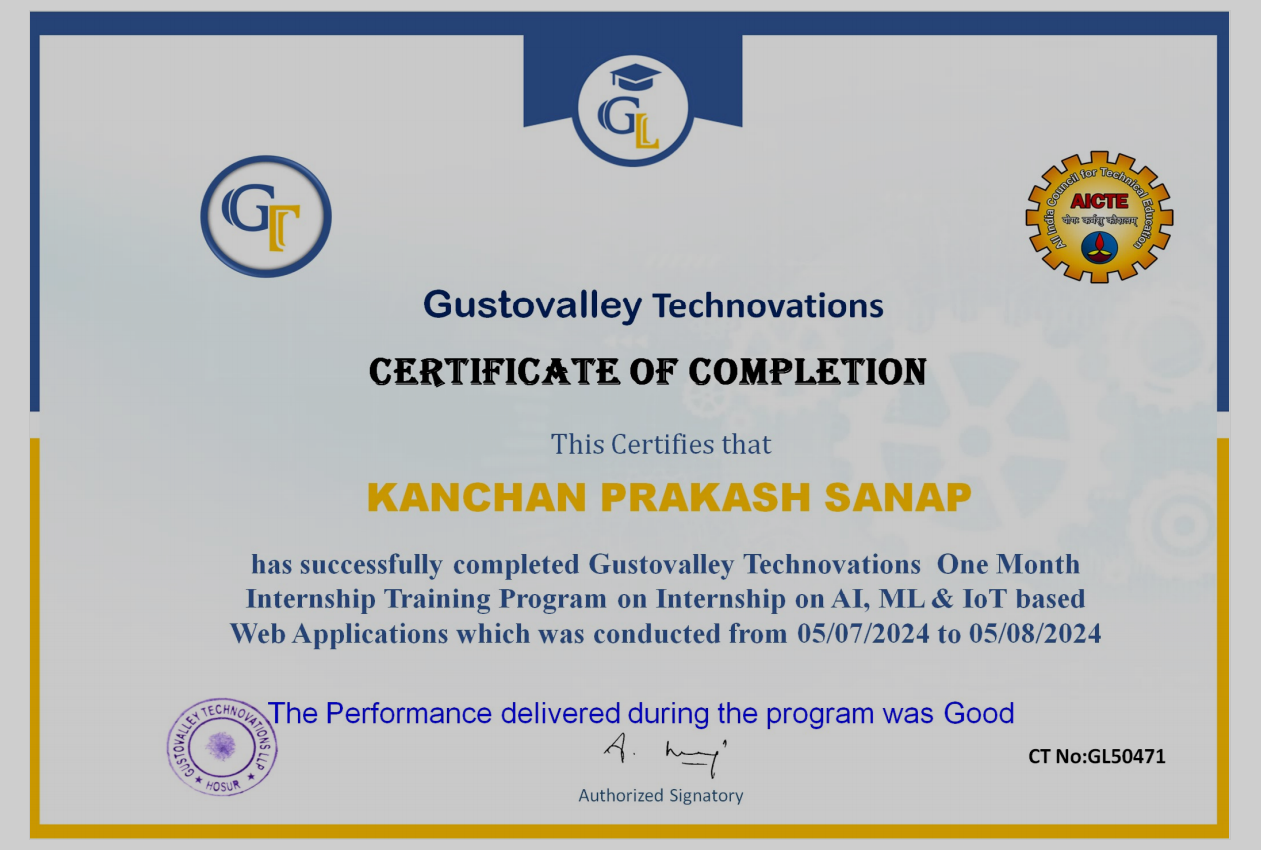 GL
GT
All India Council for Technical Education
AICTE
योगः कर्मसु कौशलम्
Gustovalley Technovations
CERTIFICATE OF COMPLETION
This Certifies that
KANCHAN PRAKASH SANAP
has successfully completed Gustovalley Technovations One Month
Internship Training Program on Internship on AI, ML & IoT based
Web Applications which was conducted from 05/07/2024 to 05/08/2024
The Performance delivered during the program was Good
GUSTOVALLEY TECHNOVATIONS LLP
★ HOSUR ★
CT No:GL50471
Authorized Signatory